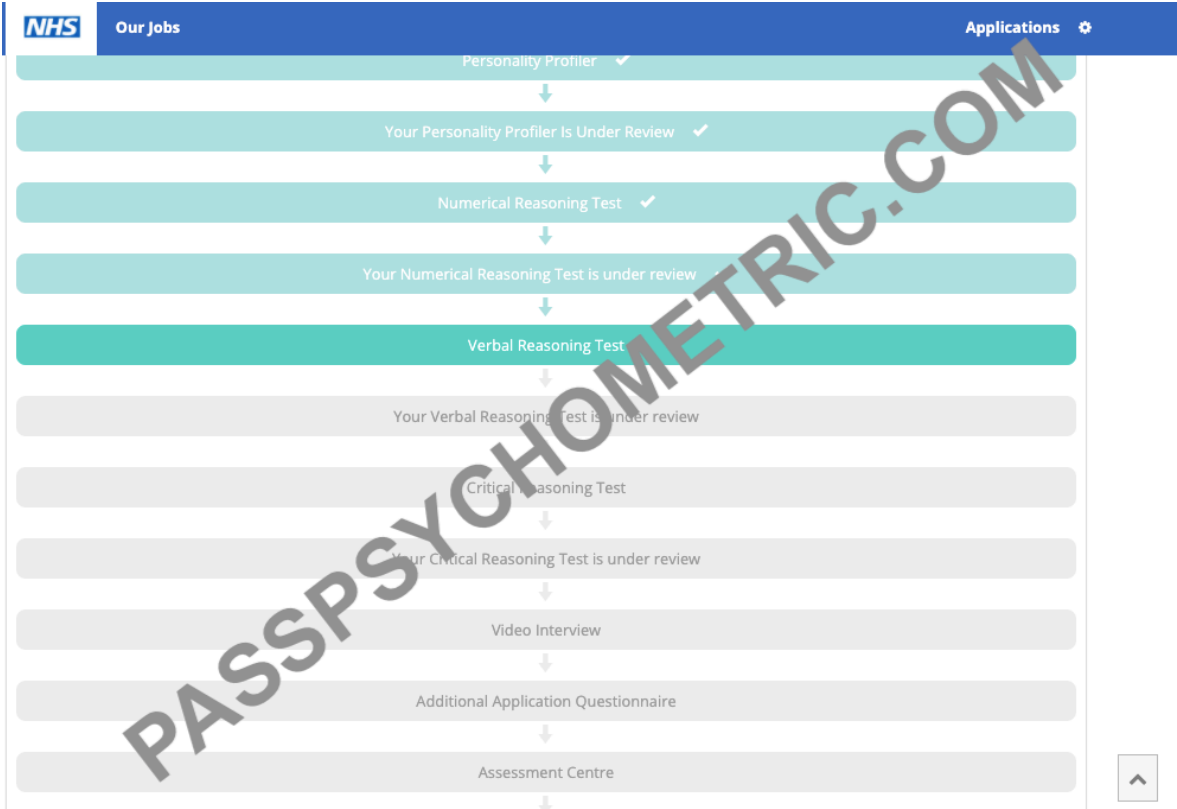 NHS Our Jobs Applications
Personality Profiler
Your Personality Profiler Is Under Review
Numerical Reasoning Test
Your Numerical Reasoning Test is under review
Verbal Reasoning Test
Your Verbal Reasoning Test is under review
Critical Reasoning Test
Your Critical Reasoning Test is under review
Video Interview
Additional Application Questionnaire
Assessment Centre
PASSPSYCHOMETRIC.COM